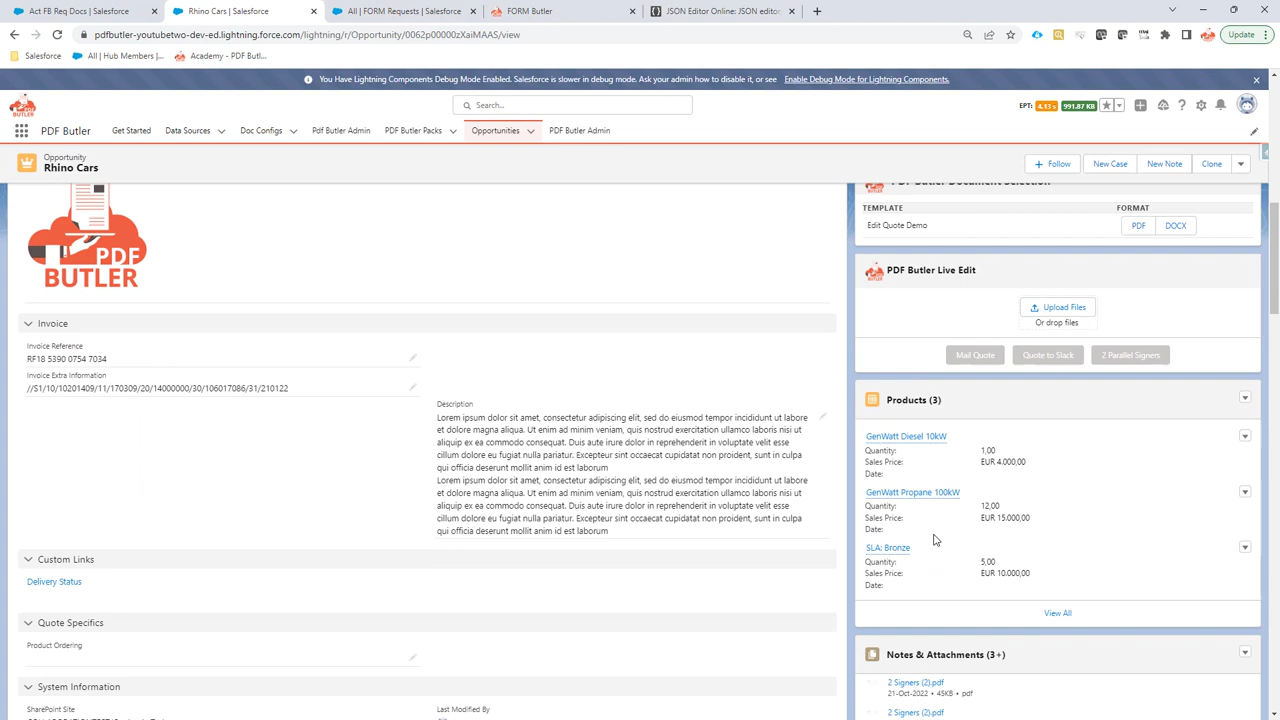 Act FB Req Docs | Salesforce
Rhino Cars | Salesforce
All | FORM Requests | Salesforce
FORM Butler
JSON Editor Online: JSON editor
pdfbutler-youtubetwo-dev-ed.lightning.force.com/lightning/r/Opportunity/0062p00000zXaiMAAS/view
Update
Salesforce
All | Hub Members |...
Academy - PDF Butl...
You Have Lightning Components Debug Mode Enabled. Salesforce is slower in debug mode. Ask your admin how to disable it, or see Enable Debug Mode for Lightning Components.
Search...
EPT: 4.13 s 991.87 KB
PDF Butler
Get Started
Data Sources
Doc Configs
Pdf Butler Admin
PDF Butler Packs
Opportunities
PDF Butler Admin
Opportunity
Rhino Cars
Follow
New Case
New Note
Clone
PDF
BUTLER
Invoice
Invoice Reference
RF18 5390 0754 7034
Invoice Extra Information
//S1/10/10201409/11/170309/20/14000000/30/106017086/31/210122
Description
Lorem ipsum dolor sit amet, consectetur adipiscing elit, sed do eiusmod tempor incididunt ut labore
et dolore magna aliqua. Ut enim ad minim veniam, quis nostrud exercitation ullamco laboris nisi ut
aliquip ex ea commodo consequat. Duis aute irure dolor in reprehenderit in voluptate velit esse
cillum dolore eu fugiat nulla pariatur. Excepteur sint occaecat cupidatat non proident, sunt in culpa
qui officia deserunt mollit anim id est laborum
Lorem ipsum dolor sit amet, consectetur adipiscing elit, sed do eiusmod tempor incididunt ut labore
et dolore magna aliqua. Ut enim ad minim veniam, quis nostrud exercitation ullamco laboris nisi ut
aliquip ex ea commodo consequat. Duis aute irure dolor in reprehenderit in voluptate velit esse
cillum dolore eu fugiat nulla pariatur. Excepteur sint occaecat cupidatat non proident, sunt in culpa
qui officia deserunt mollit anim id est laborum
Custom Links
Delivery Status
Quote Specifics
Product Ordering
System Information
SharePoint Site
Last Modified By
PDF Butler Document Selection
TEMPLATE
FORMAT
Edit Quote Demo
PDF
DOCX
PDF Butler Live Edit
Upload Files
Or drop files
Mail Quote
Quote to Slack
2 Parallel Signers
Products (3)
GenWatt Diesel 10kW
Quantity: 1,00
Sales Price: EUR 4.000,00
Date:
GenWatt Propane 100kW
Quantity: 12,00
Sales Price: EUR 15.000,00
Date:
SLA: Bronze
Quantity: 5,00
Sales Price: EUR 10.000,00
Date:
View All
Notes & Attachments (3+)
2 Signers (2).pdf
21-Oct-2022 • 45KB • pdf
2 Signers (2).pdf